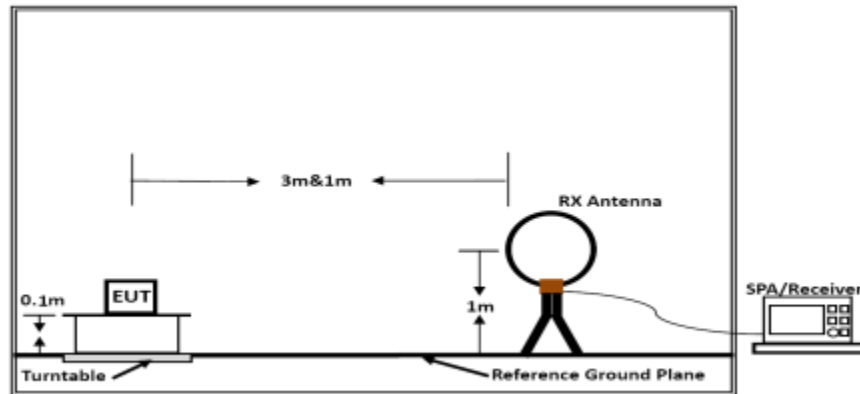 3m&1m
RX Antenna
EUT
0.1m
1m
SPA/Receiver
Turntable
Reference Ground Plane